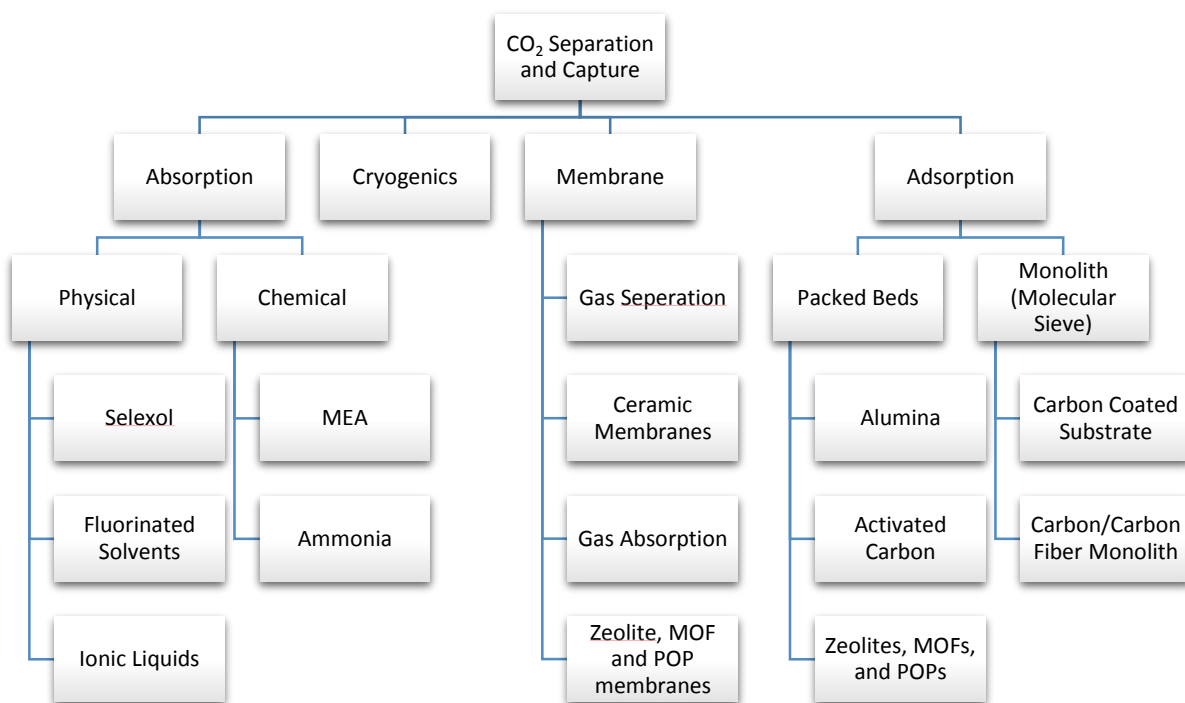 CO₂ Separation
and Capture
Absorption
Cryogenics
Membrane
Adsorption
Physical
Chemical
Gas Seperation
Packed Beds
Monolith
(Molecular
Sieve)
Selexol
MEA
Ceramic
Membranes
Alumina
Carbon Coated
Substrate
Fluorinated
Solvents
Ammonia
Gas Absorption
Activated
Carbon
Carbon/Carbon
Fiber Monolith
Ionic Liquids
Zeolite, MOF
and POP
membranes
Zeolites, MOFs,
and POPs